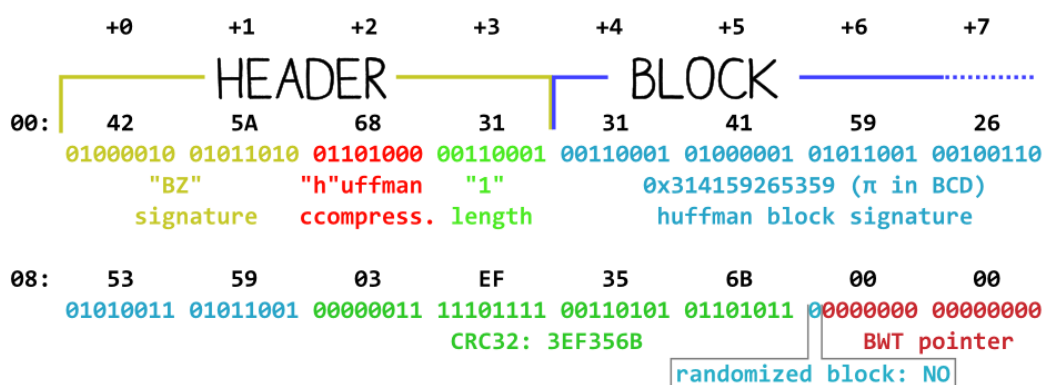 +0 +1 +2 +3 +4 +5 +6 +7
HEADER BLOCK
00: 42 5A 68 31 31 41 59 26
01000010 01011010 01101000 00110001 00110001 01000001 01011001 00100110
"BZ" "h"uffman "1" 0x314159265359 (π in BCD)
signature ccompress. length huffman block signature
08: 53 59 03 EF 35 6B 00 00
01010011 01011001 00000011 11101111 00110101 01101011 00000000 00000000
CRC32: 3EF356B BWT pointer
randomized block: NO